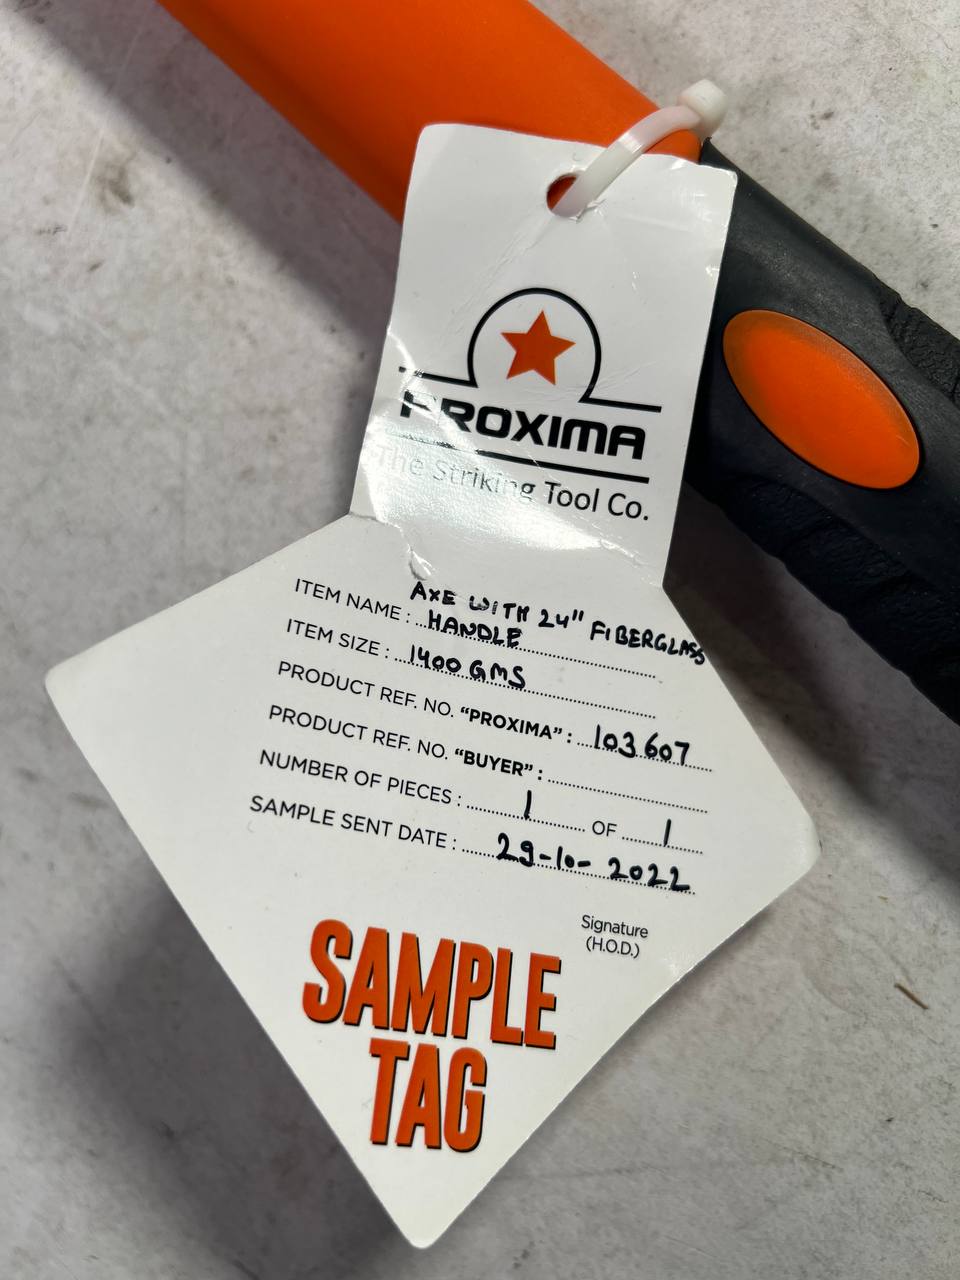 PROXIMA
The Striking Tool Co.
ITEM NAME : AXE WITH 24" FIBERGLASS
HANDLE
ITEM SIZE : 1400 GMS
PRODUCT REF. NO. "PROXIMA" : 103607
PRODUCT REF. NO. "BUYER" :
NUMBER OF PIECES : 1 OF 1
SAMPLE SENT DATE : 29-10-2022
Signature
(H.O.D.)
SAMPLE
TAG